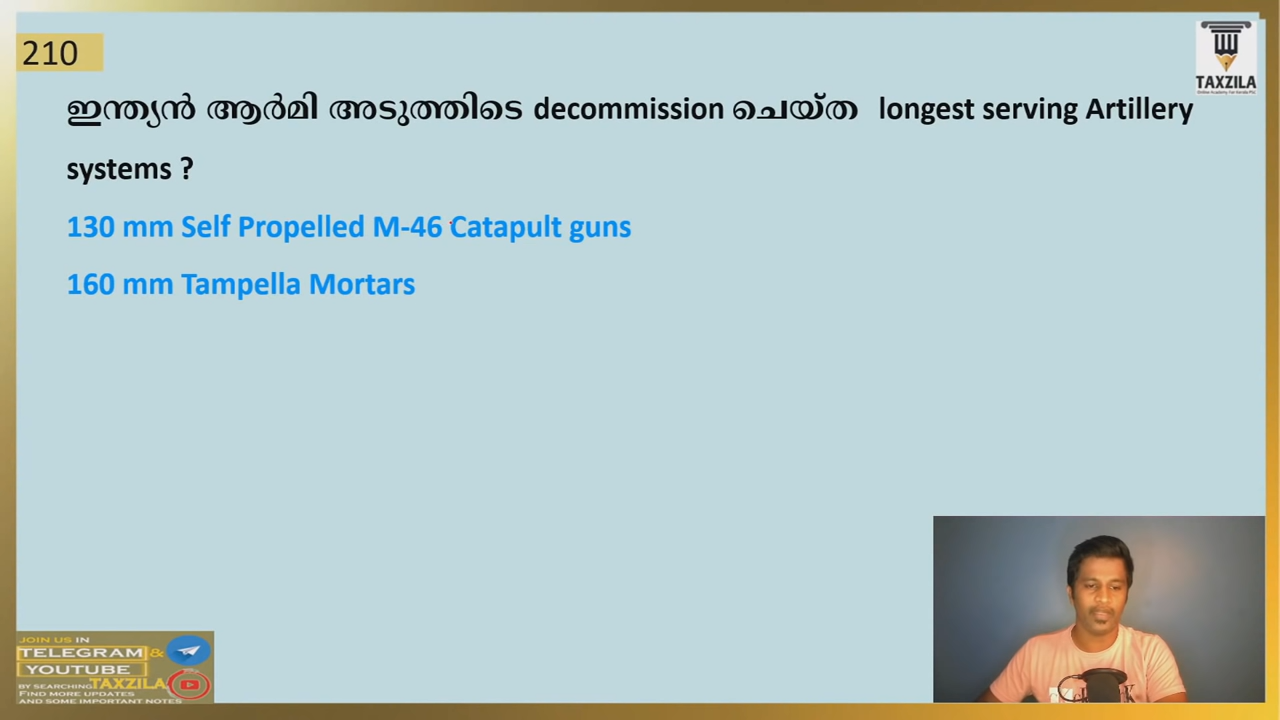 210
TAXZILA
ഇന്ത്യൻ ആർമി അടുത്തിടെ decommission ചെയ്ത longest serving Artillery
systems ?
130 mm Self Propelled M-46 Catapult guns
160 mm Tampella Mortars
JOIN US IN
TELEGRAM &
YOUTUBE
BY SEARCHING TAXZILA
FIND MORE UPDATES
AND SOME IMPORTANT NOTES